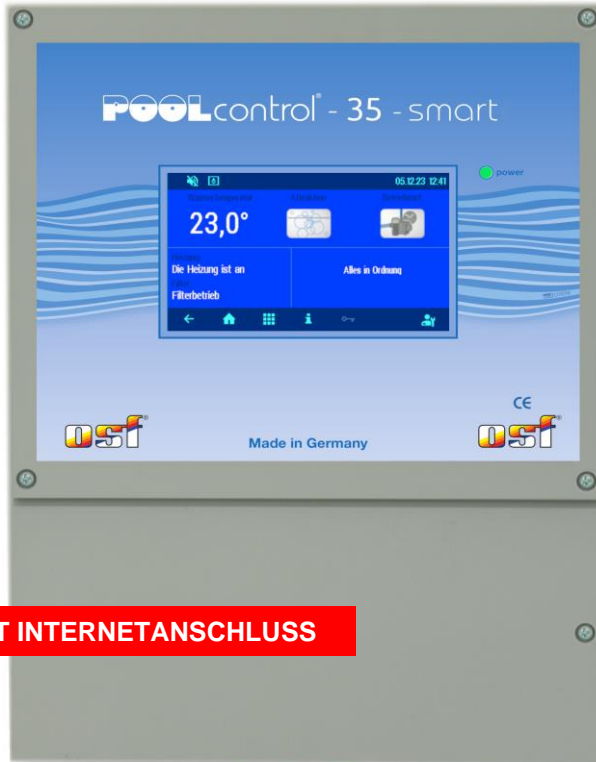 POOLcontrol® - 35 - smart
power
05.12.23 12:41
23,0°
Die Heizung ist an
Alles in Ordnung
Filterbetrieb
i
CE
osf®
osf®
Made in Germany
T INTERNETANSCHLUSS